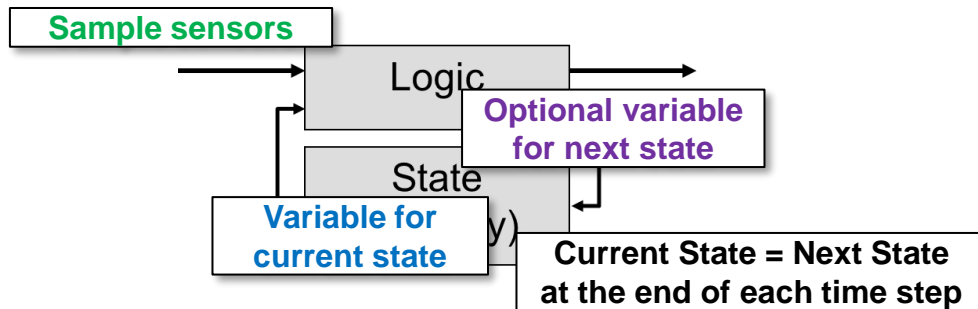 Sample sensors
Logic
Optional variable
for next state
State
Variable for
current state
y)
Current State = Next State
at the end of each time step